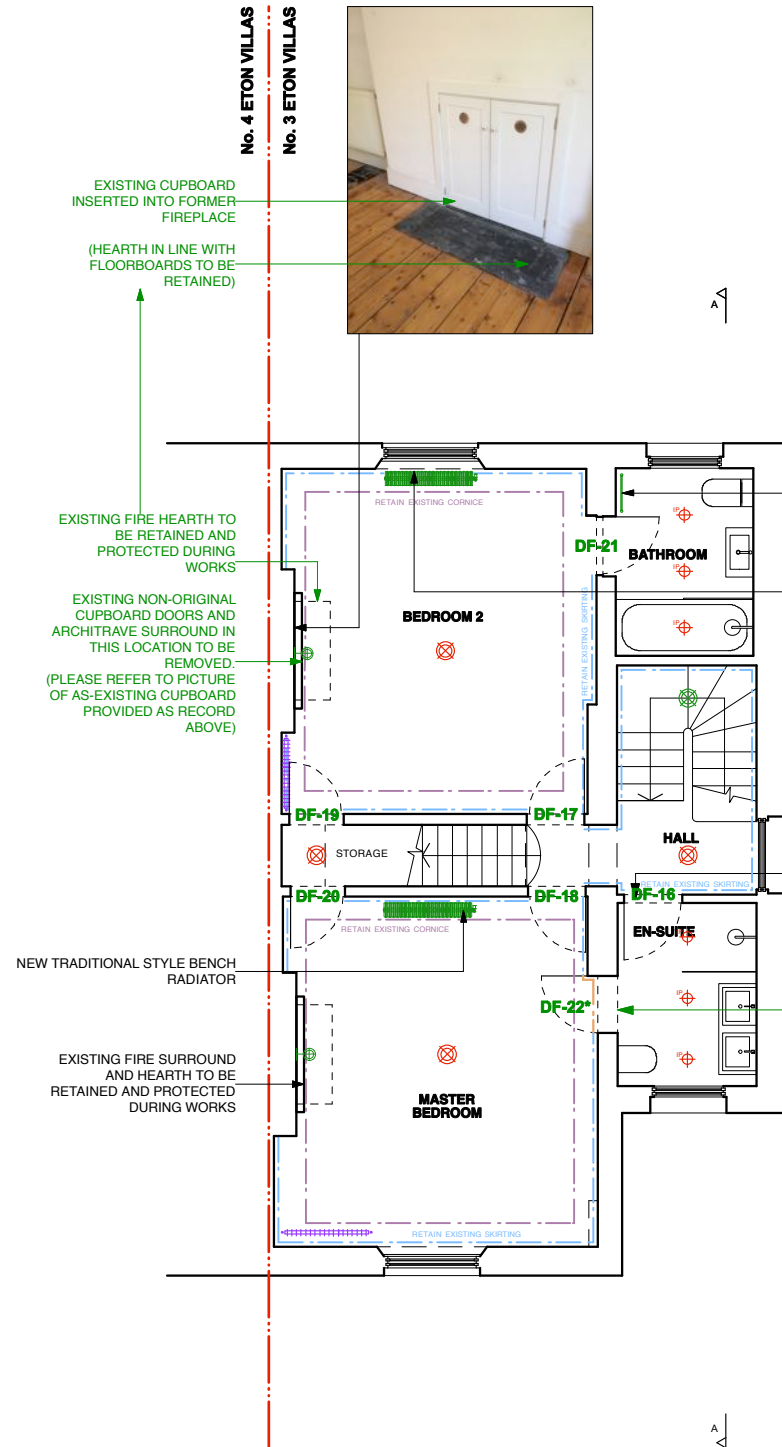 No. 4 ETON VILLAS
No. 3 ETON VILLAS
EXISTING CUPBOARD
INSERTED INTO FORMER
FIREPLACE
(HEARTH IN LINE WITH
FLOORBOARDS TO BE
RETAINED)
A
RETAIN EXISTING CORNICE
EXISTING FIRE HEARTH TO
BE RETAINED AND
PROTECTED DURING
WORKS
IP
DF-21
BATHROOM
IP
EXISTING NON-ORIGINAL
CUPBOARD DOORS AND
ARCHITRAVE SURROUND IN
THIS LOCATION TO BE
REMOVED.
(PLEASE REFER TO PICTURE
OF AS-EXISTING CUPBOARD
PROVIDED AS RECORD
ABOVE)
BEDROOM 2
RETAIN EXISTING SKIRTING
IP
DF-19
DF-17
STORAGE
HALL
RETAIN EXISTING SKIRTING
DF-20
DF-18
DF-16
RETAIN EXISTING CORNICE
EN-SUITE
NEW TRADITIONAL STYLE BENCH
RADIATOR
DF-22*
IP
IP
EXISTING FIRE SURROUND
AND HEARTH TO BE
RETAINED AND PROTECTED
DURING WORKS
MASTER
BEDROOM
RETAIN EXISTING SKIRTING
A